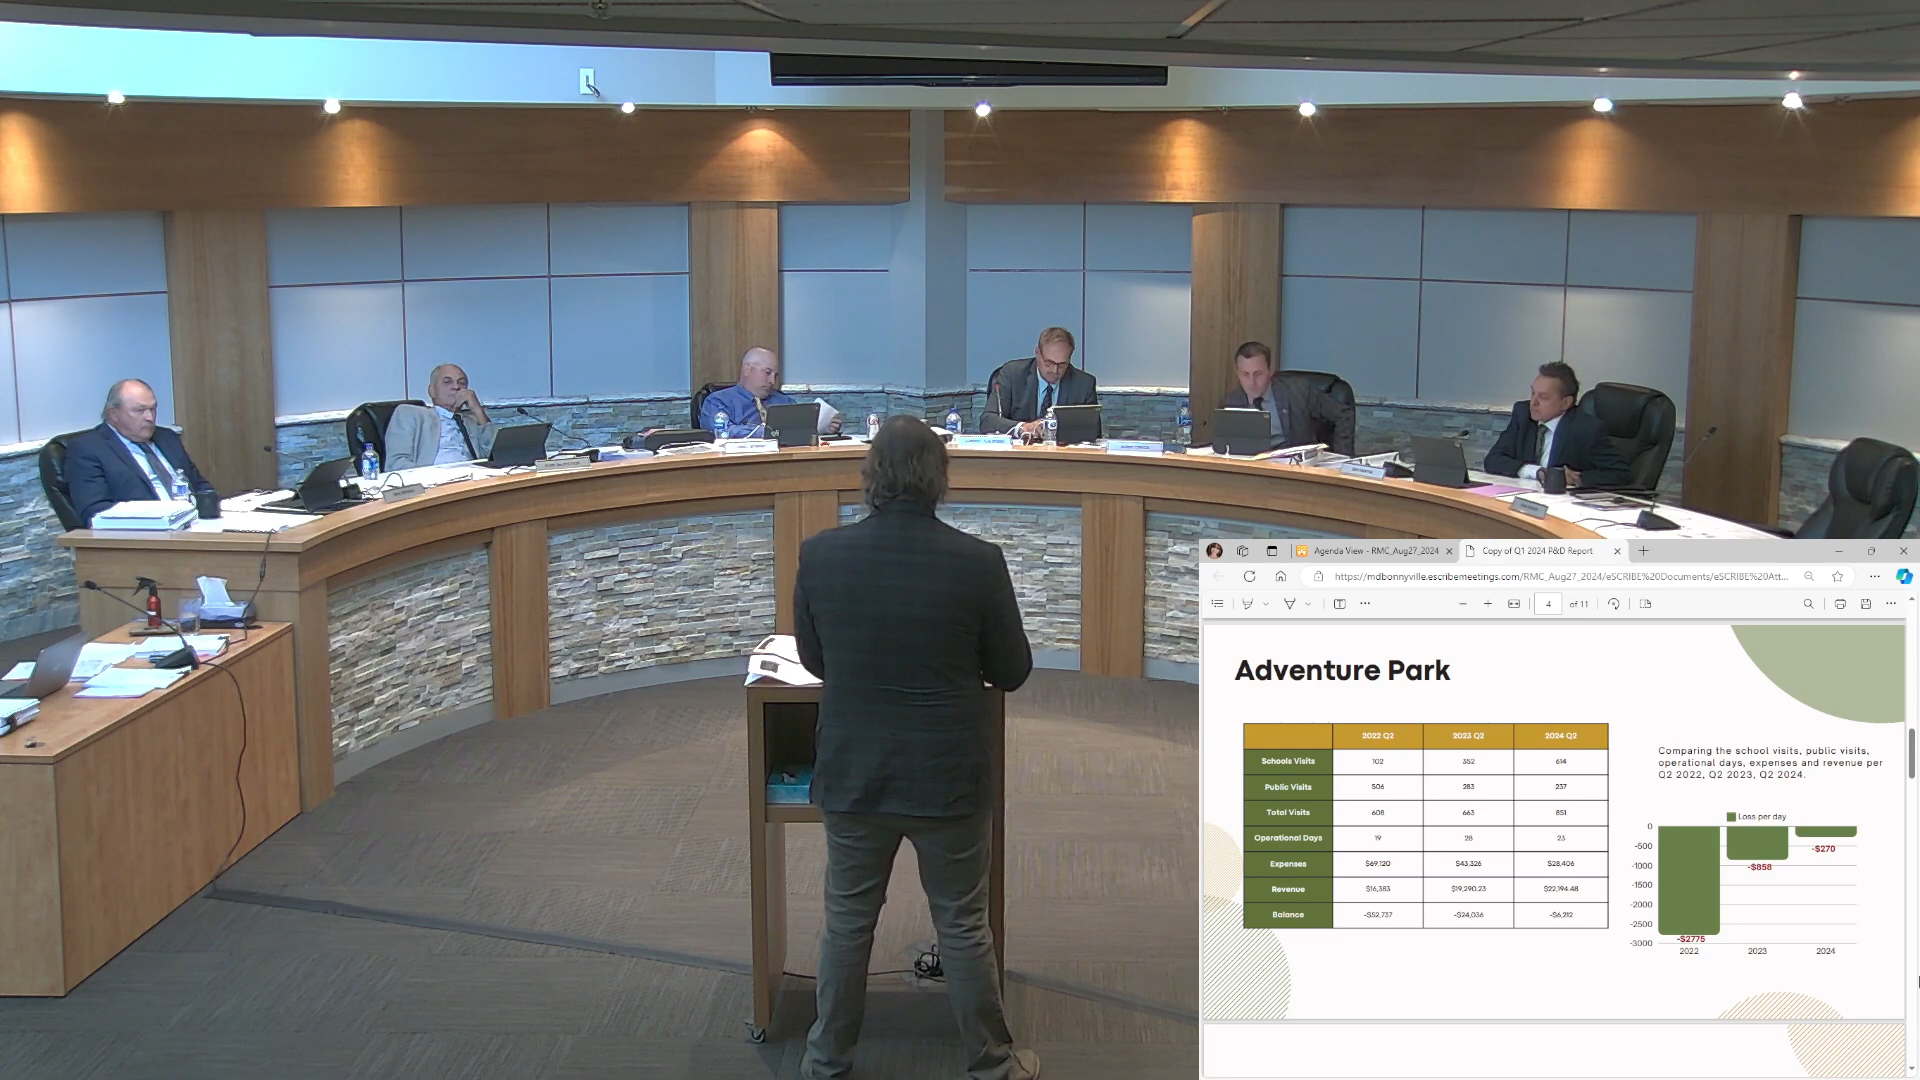 Agenda View - RMC_Aug27_2024
Copy of Q1 2024 P&D Report
https://mdbonnyville.escribemeetings.com/RMC_Aug27_2024/eSCRIBE%20Documents/eSCRIBE%20Att...
4 of 11
Adventure Park
2022 Q2 2023 Q2 2024 Q2
Schools Visits 102 352 614
Public Visits 506 283 237
Total Visits 608 663 851
Operational Days 19 28 23
Expenses $69,120 $43,326 $28,406
Revenue $16,383 $19,290.23 $22,194.48
Balance -$52,737 -$24,036 -$6,212
Comparing the school visits, public visits,
operational days, expenses and revenue per
Q2 2022, Q2 2023, Q2 2024.
Loss per day
0
-500
-1000
-1500
-2000
-2500
-3000
-$2775
-$858
-$270
2022 2023 2024